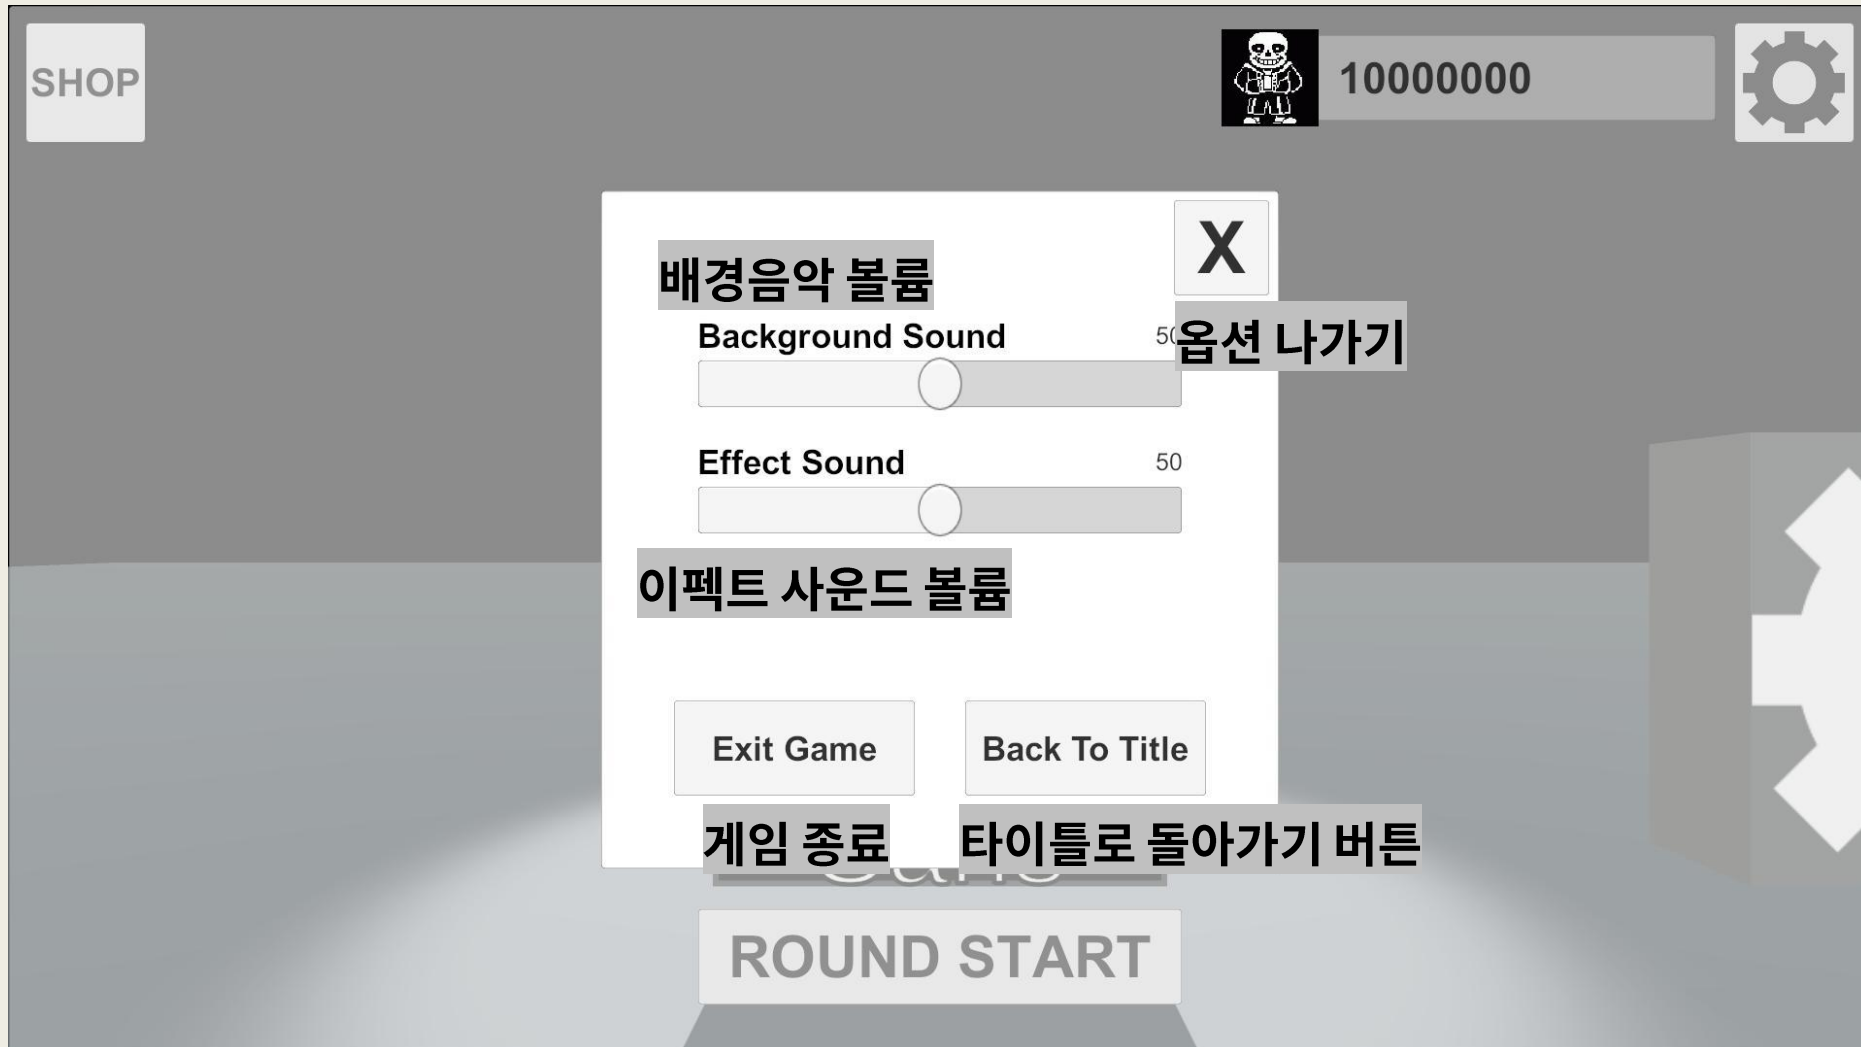 SHOP
10000000
X
배경음악 볼륨
Background Sound
50
옵션 나가기
Effect Sound
50
이펙트 사운드 볼륨
Exit Game
Back To Title
게임 종료
타이틀로 돌아가기 버튼
ROUND START